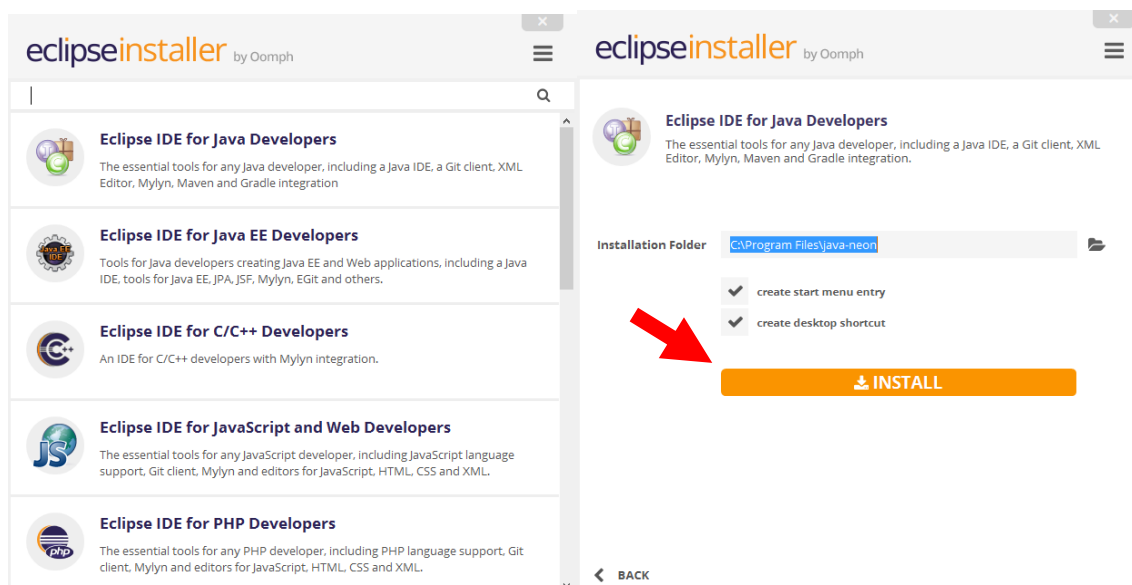 eclipseinstaller by Oomph
Eclipse IDE for Java Developers
The essential tools for any Java developer, including a Java IDE, a Git client, XML
Editor, Mylyn, Maven and Gradle integration
Java EE
IDE
Eclipse IDE for Java EE Developers
Tools for Java developers creating Java EE and Web applications, including a Java
IDE, tools for Java EE, JPA, JSF, Mylyn, EGit and others.
C++
Eclipse IDE for C/C++ Developers
An IDE for C/C++ developers with Mylyn integration.
JS
Eclipse IDE for JavaScript and Web Developers
The essential tools for any JavaScript developer, including JavaScript language
support, Git client, Mylyn and editors for JavaScript, HTML, CSS and XML.
php
Eclipse IDE for PHP Developers
The essential tools for any PHP developer, including PHP language support, Git
client, Mylyn and editors for JavaScript, HTML, CSS and XML.
eclipseinstaller by Oomph
Eclipse IDE for Java Developers
The essential tools for any Java developer, including a Java IDE, a Git client, XML
Editor, Mylyn, Maven and Gradle integration.
Installation Folder C:\Program Files\java-neon
create start menu entry
create desktop shortcut
INSTALL
BACK